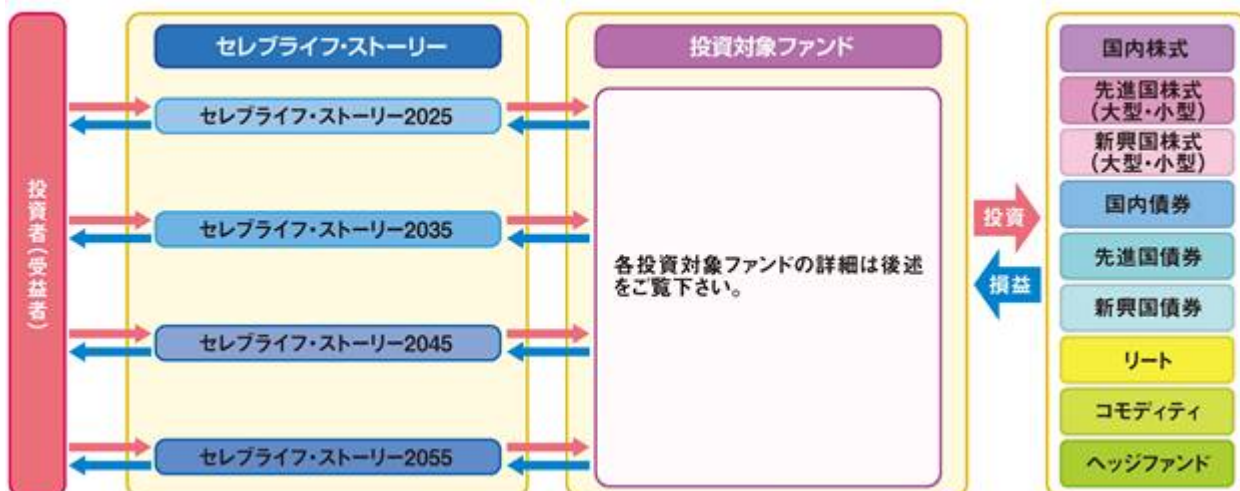 投資者(受益者)
セレブライフ・ストーリー
セレブライフ・ストーリー2025
セレブライフ・ストーリー2035
セレブライフ・ストーリー2045
セレブライフ・ストーリー2055
投資対象ファンド
各投資対象ファンドの詳細は後述
をご覧下さい。
投資
損益
国内株式
先進国株式
(大型・小型)
新興国株式
(大型・小型)
国内債券
先進国債券
新興国債券
リート
コモディティ
ヘッジファンド